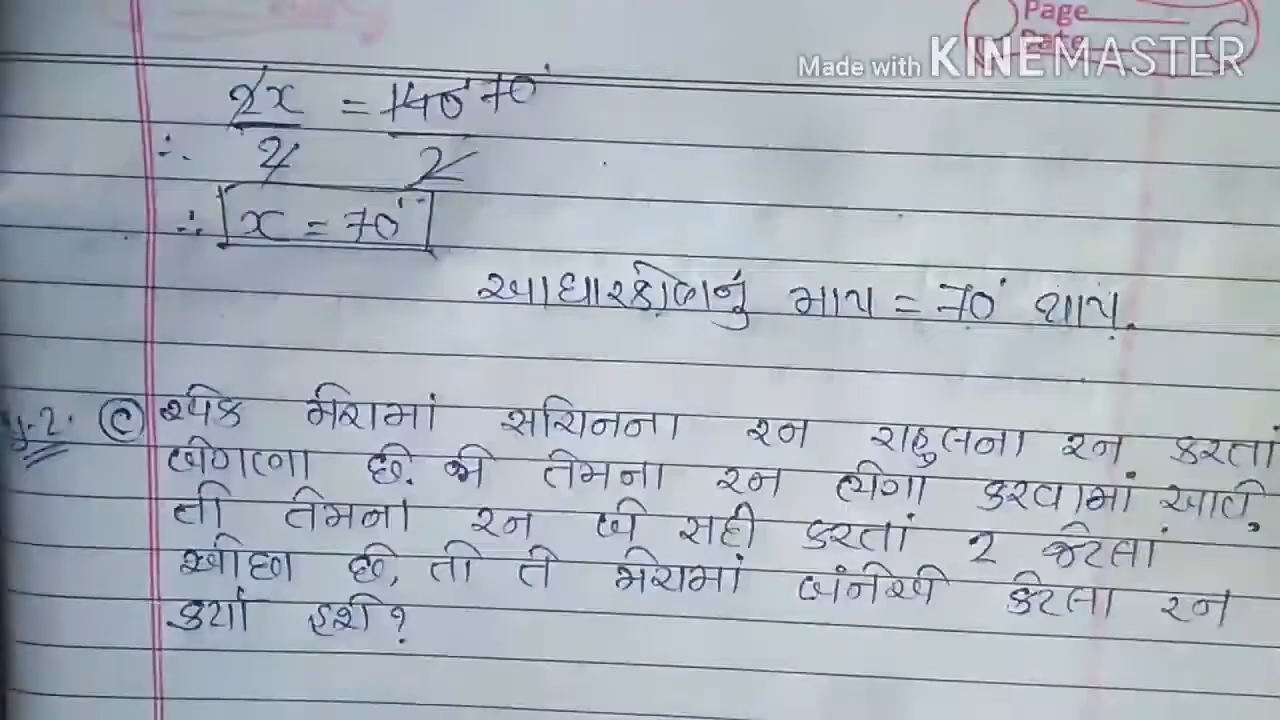 Page
Date
Made with KINEMASTER
2x = 140° 70°
∴ 2 2
∴ x = 70°
આધારકોણનું માપ = 70° થાય.
પ્ર.2. (C) એક મેચમાં સચિનના રન રાહુલના રન કરતાં
બેગણા છે. જો તેમના રન ભેગા કરવામાં આવે,
તો તેમના રન બે સદી કરતાં 2 જેટલાં
ઓછા છે, તો તે મેચમાં બંનેએ કેટલા રન
કર્યા હશે?